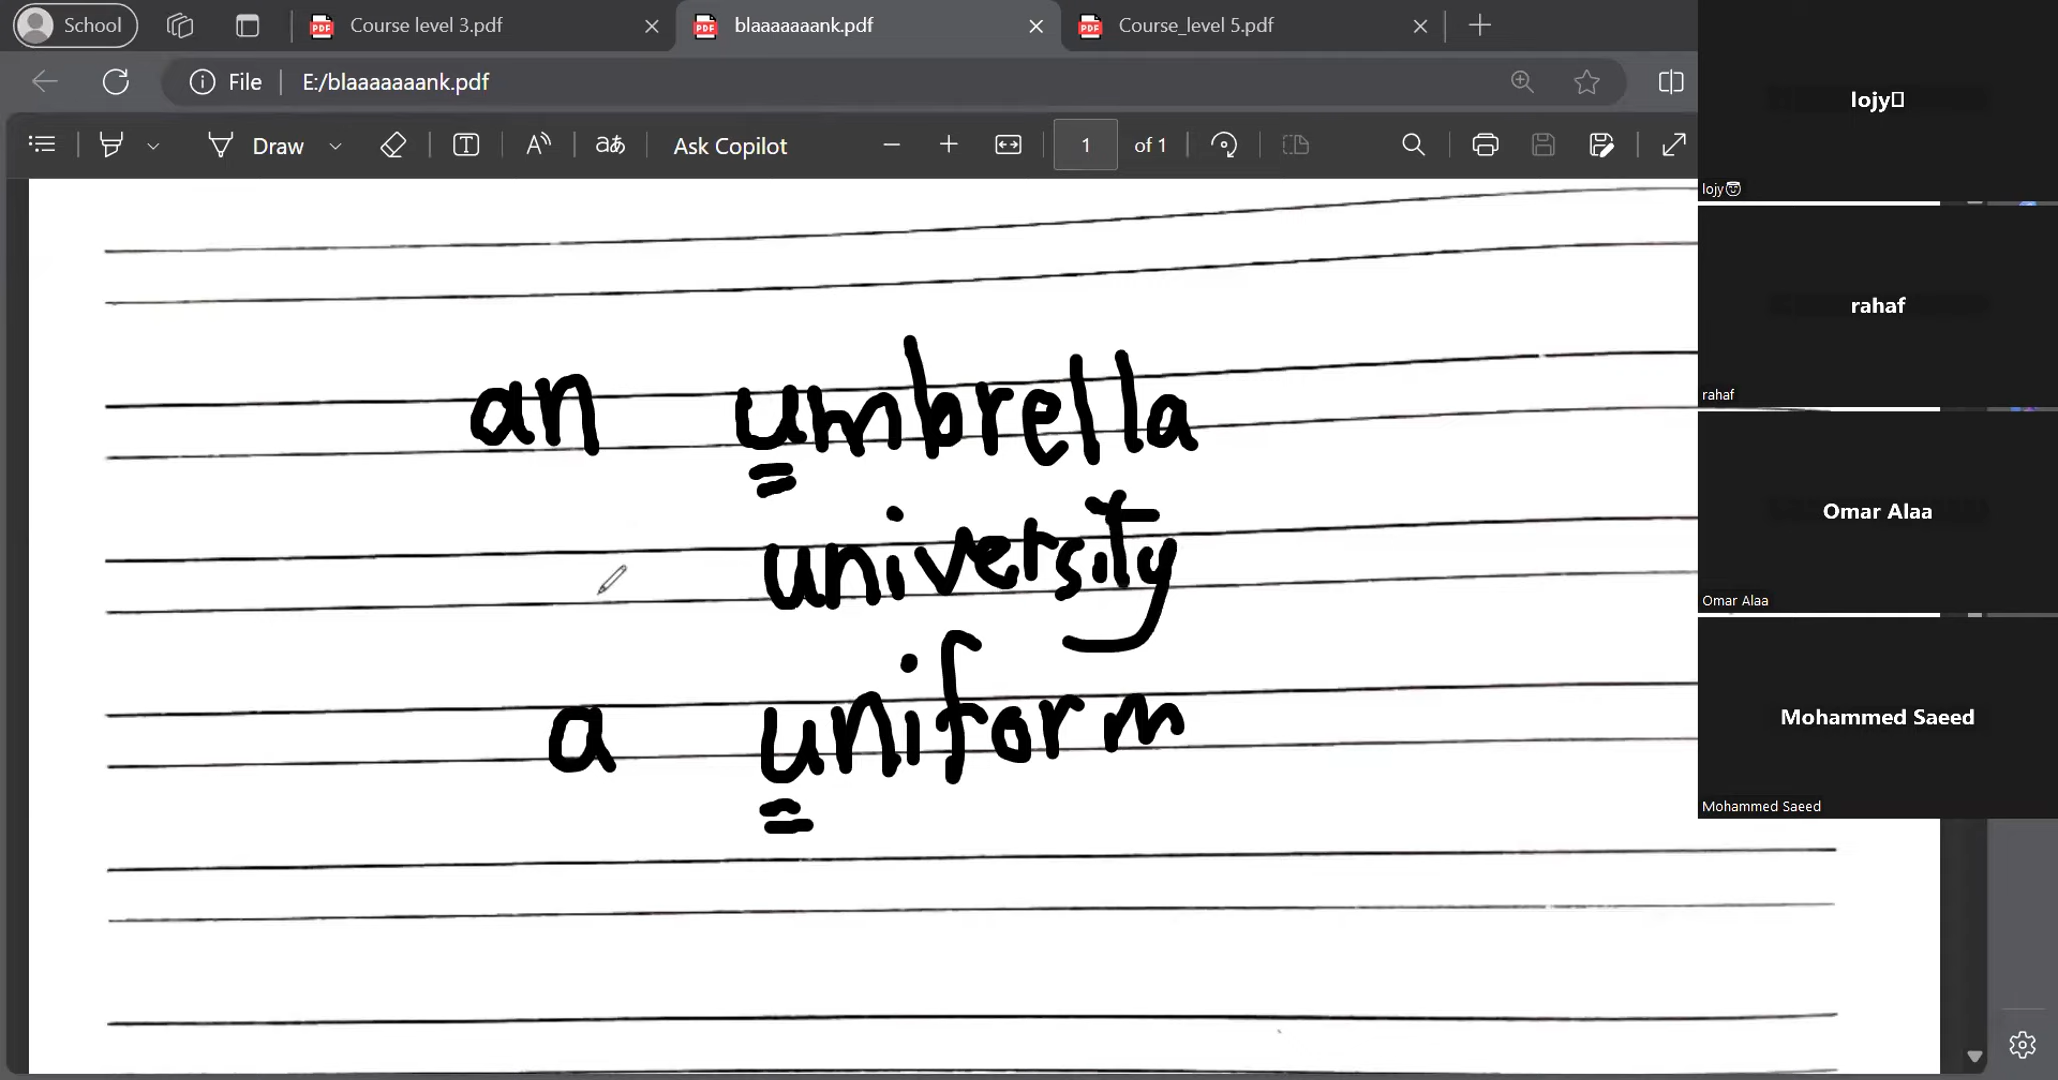 School
Course level 3.pdf
blaaaaaaank.pdf
Course_level 5.pdf
File
E:/blaaaaaaank.pdf
Draw
Ask Copilot
1
of 1
an umbrella
university
a uniform
lojy
lojy😇
rahaf
rahaf
Omar Alaa
Omar Alaa
Mohammed Saeed
Mohammed Saeed